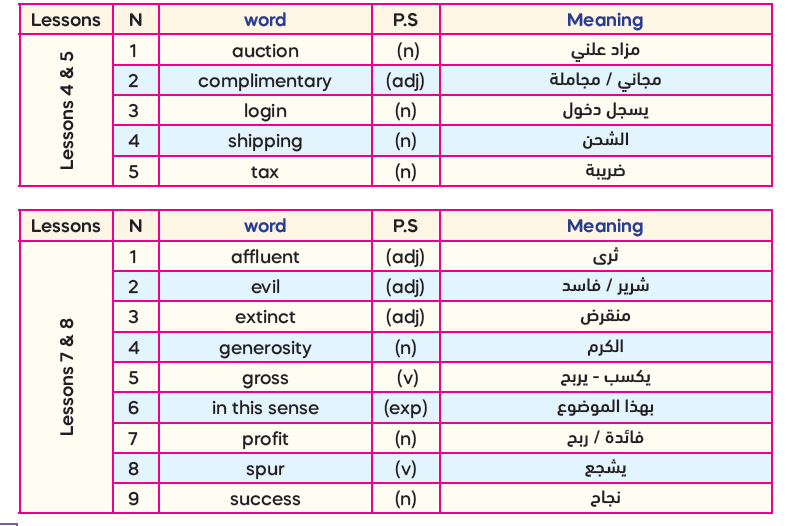 Lessons N word P.S Meaning
Lessons 4 & 5
1 auction (n) مزاد علني
2 complimentary (adj) مجاني / مجاملة
3 login (n) يسجل دخول
4 shipping (n) الشحن
5 tax (n) ضريبة
Lessons N word P.S Meaning
Lessons 7 & 8
1 affluent (adj) ثرى
2 evil (adj) شرير / فاسد
3 extinct (adj) منقرض
4 generosity (n) الكرم
5 gross (v) يكسب - يربح
6 in this sense (exp) بهذا الموضوع
7 profit (n) فائدة / ربح
8 spur (v) يشجع
9 success (n) نجاح